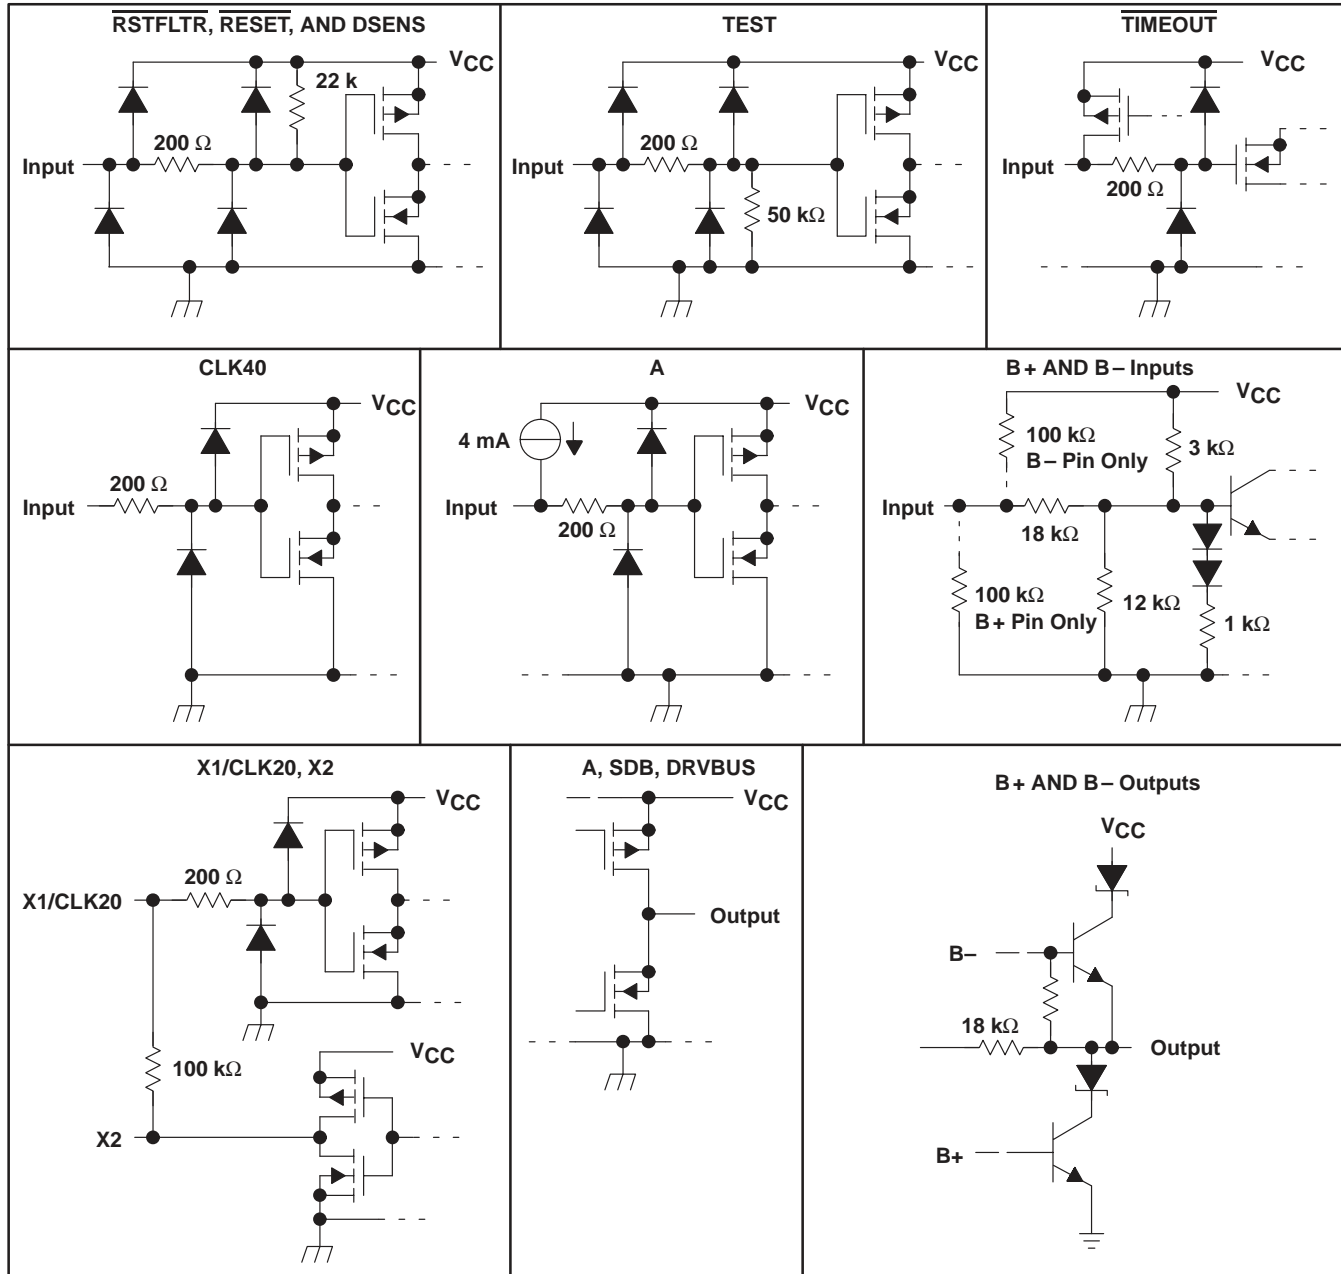 RSTFLTR, RESET, AND DSENS
VCC
22 k
200 Ω
Input
TEST
VCC
200 Ω
Input
50 kΩ
TIMEOUT
VCC
Input
200 Ω
CLK40
VCC
200 Ω
Input
A
VCC
4 mA
Input
200 Ω
B+ AND B– Inputs
VCC
100 kΩ
B– Pin Only
3 kΩ
Input
18 kΩ
100 kΩ
B+ Pin Only
12 kΩ
1 kΩ
X1/CLK20, X2
VCC
200 Ω
X1/CLK20
100 kΩ
VCC
X2
A, SDB, DRVBUS
VCC
Output
B+ AND B– Outputs
VCC
B–
18 kΩ
Output
B+